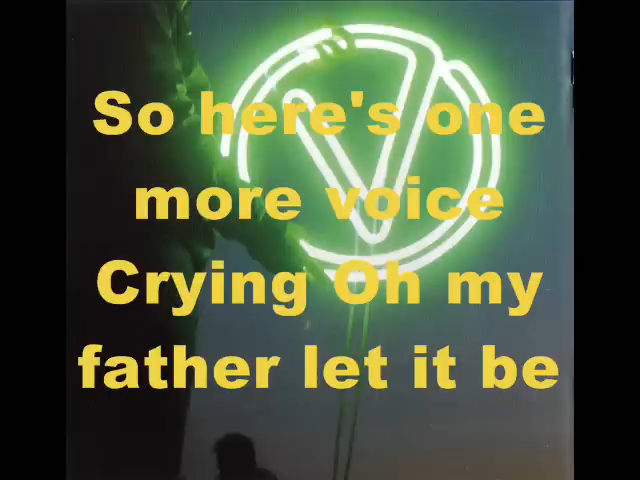 So here's one
more voice
Crying Oh my
father let it be